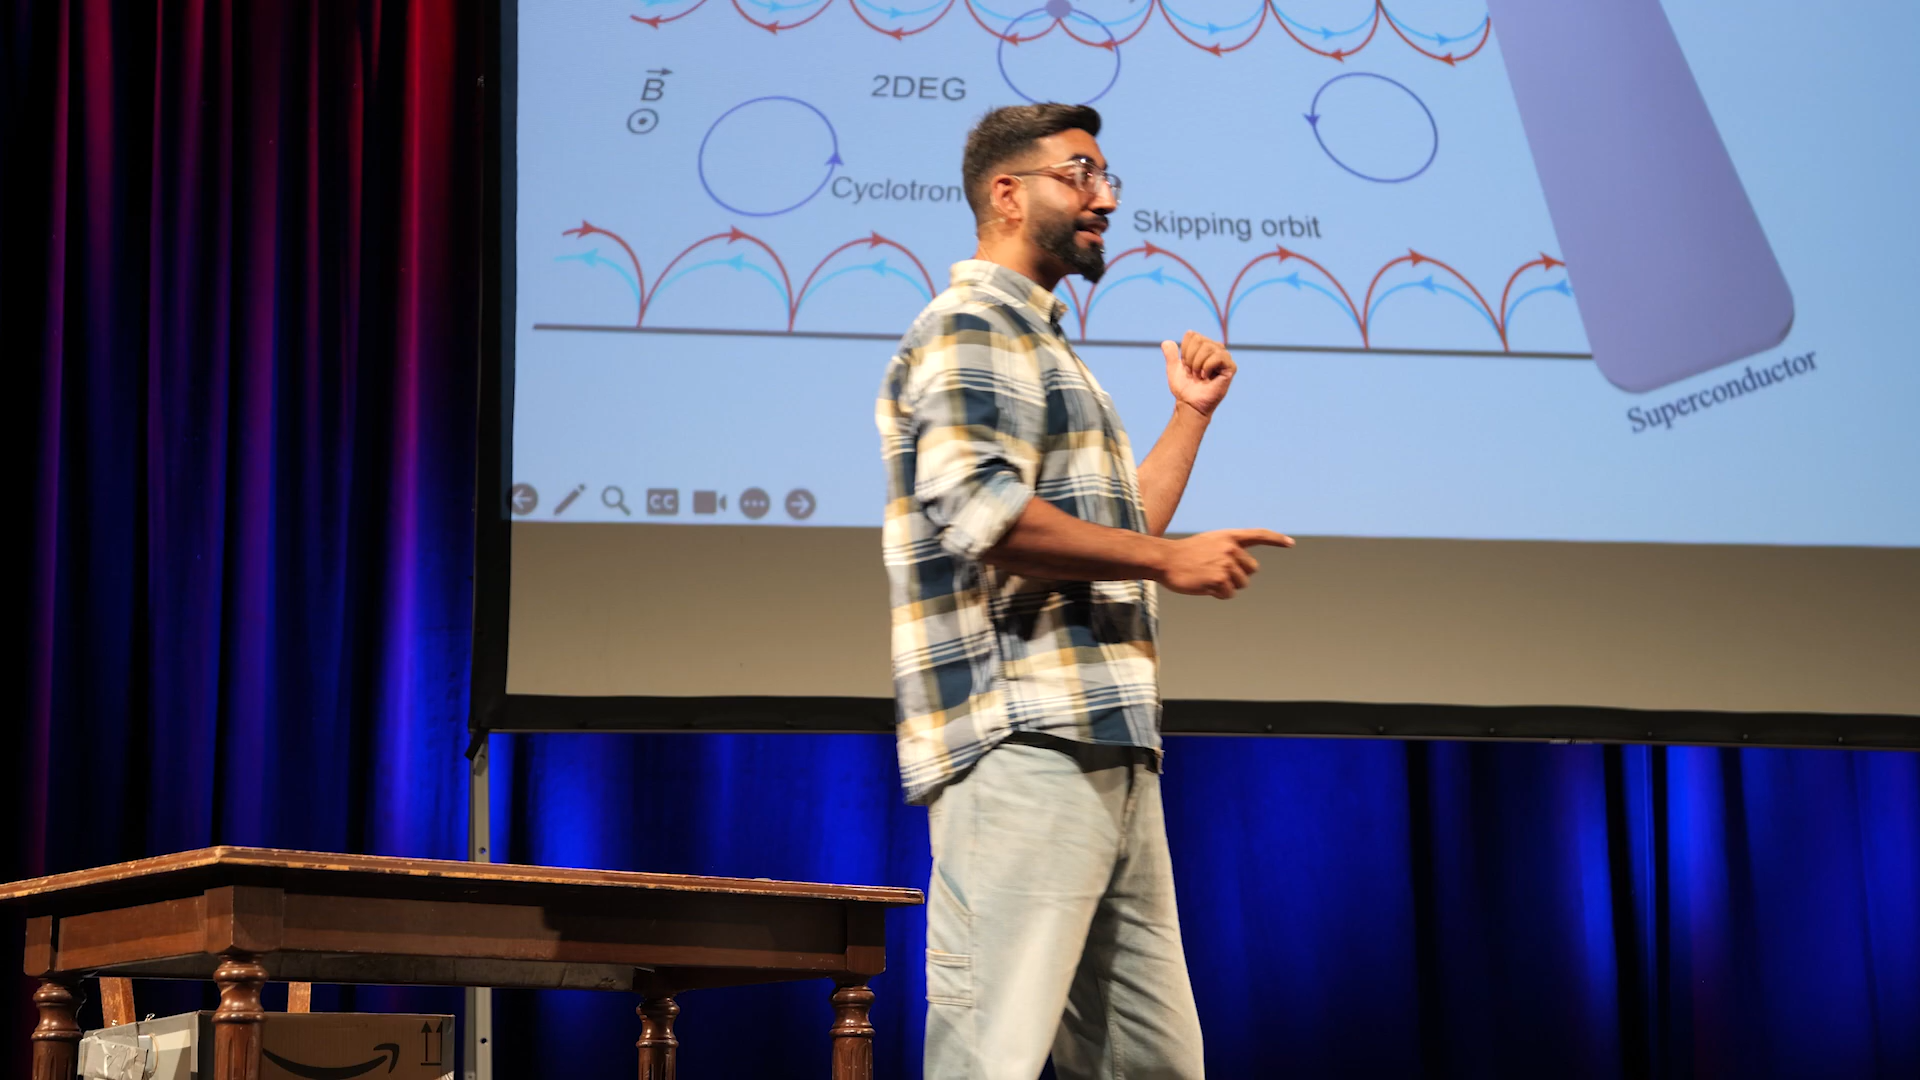 B
2DEG
Cyclotron
Skipping orbit
Superconductor
CC